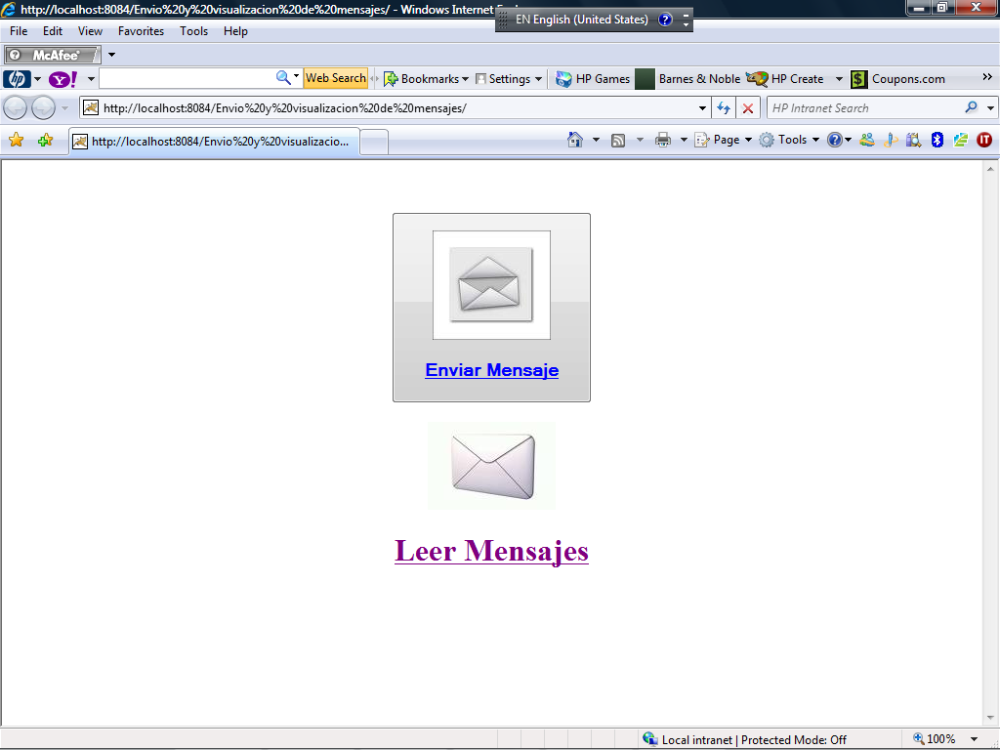 http://localhost:8084/Envio%20y%20visualizacion%20de%20mensajes/ - Windows Internet
EN English (United States) ?
File Edit View Favorites Tools Help
McAfee
hp Y! Web Search Bookmarks Settings HP Games Barnes & Noble HP Create $ Coupons.com »
http://localhost:8084/Envio%20y%20visualizacion%20de%20mensajes/ HP Intranet Search
http://localhost:8084/Envio%20y%20visualizacio... Page Tools ? IT
Enviar Mensaje
Leer Mensajes
Local intranet | Protected Mode: Off 100%